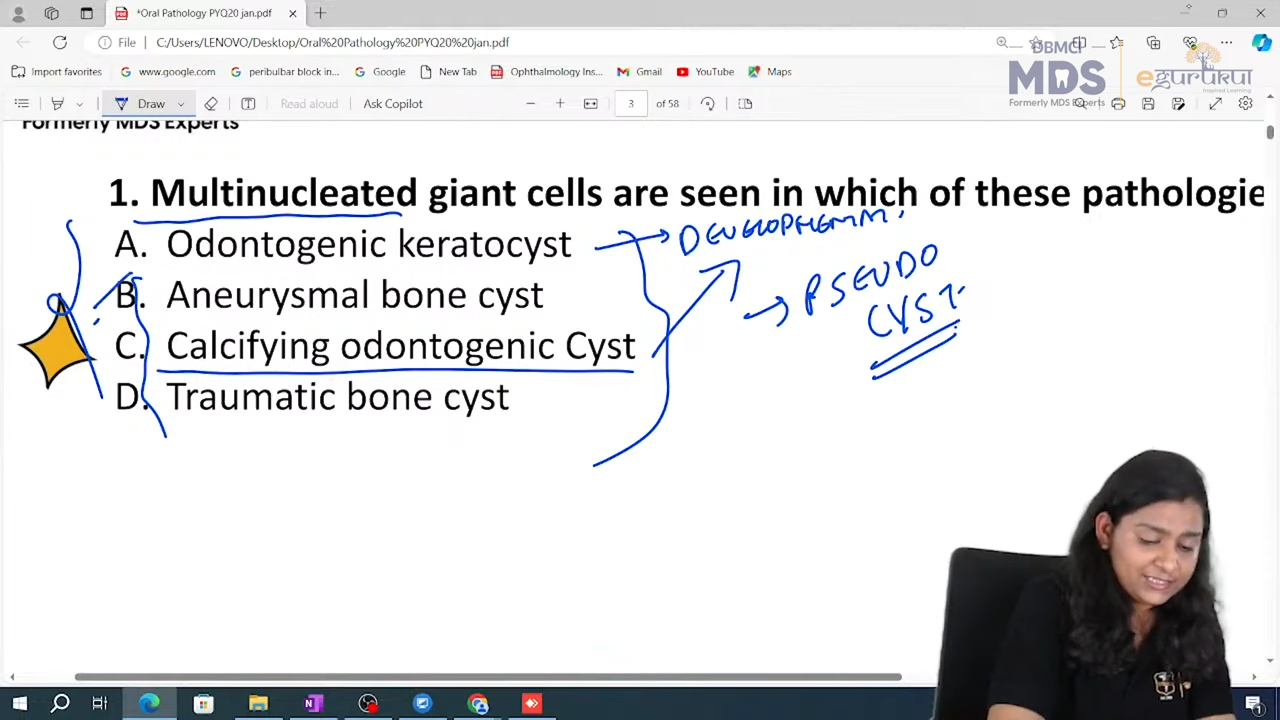 *Oral Pathology PYQ20 jan.pdf
File C:/Users/LENOVO/Desktop/Oral%20Pathology%20PYQ20%20jan.pdf
DBMCI
MDS
Formerly MDS Experts
egurukul
Inspired Learning
Import favorites www.google.com peribulbar block in... Google New Tab Ophthalmology Ins... Gmail YouTube Maps
Draw Read aloud Ask Copilot 3 of 58
Formerly MDS Experts
1. Multinucleated giant cells are seen in which of these pathologie
A. Odontogenic keratocyst
B. Aneurysmal bone cyst
C. Calcifying odontogenic Cyst
D. Traumatic bone cyst
PSEUDO
CYST.